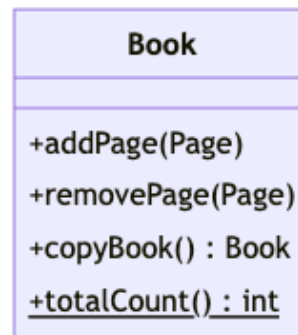 Book
+addPage(Page)
+removePage(Page)
+copyBook() : Book
+totalCount() : int